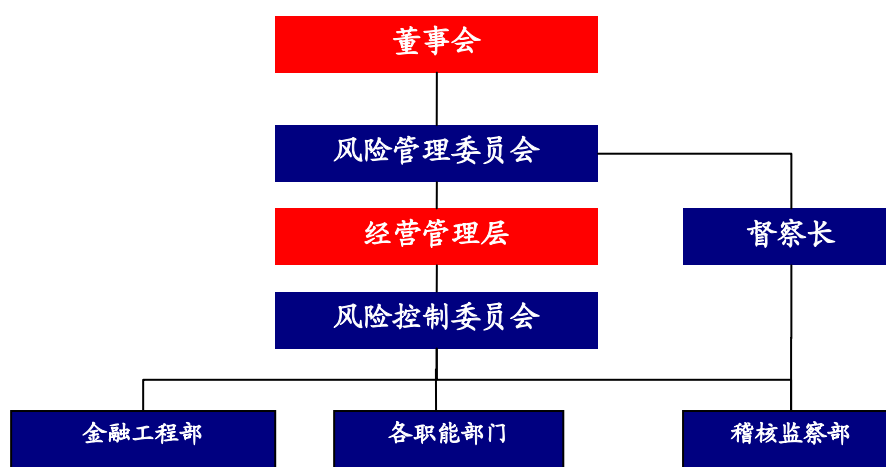 董事会
风险管理委员会
经营管理层
督察长
风险控制委员会
金融工程部
各职能部门
稽核监察部